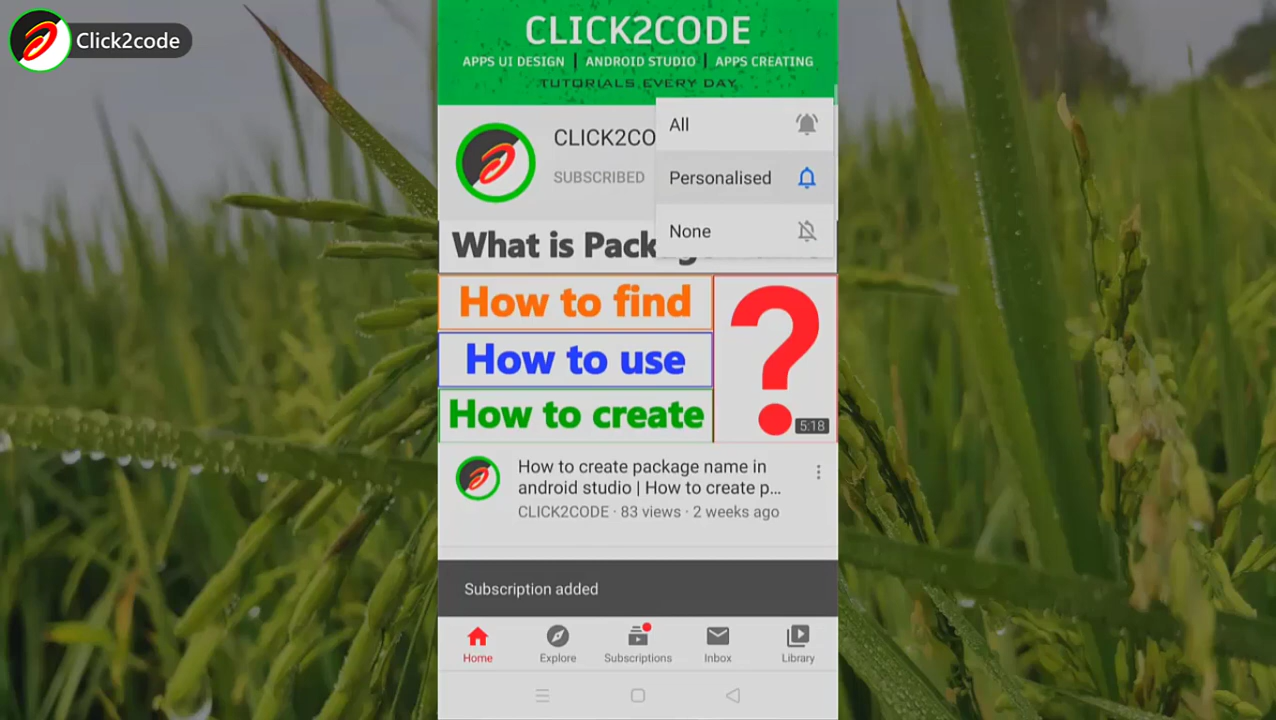 Click2code
CLICK2CODE
APPS UI DESIGN | ANDROID STUDIO | APPS CREATING
TUTORIALS EVERY DAY
CLICK2CO
SUBSCRIBED
All
Personalised
None
What is Pack
How to find
How to use
How to create
?
5:18
How to create package name in
android studio | How to create p...
CLICK2CODE · 83 views · 2 weeks ago
Subscription added
Home
Explore
Subscriptions
Inbox
Library